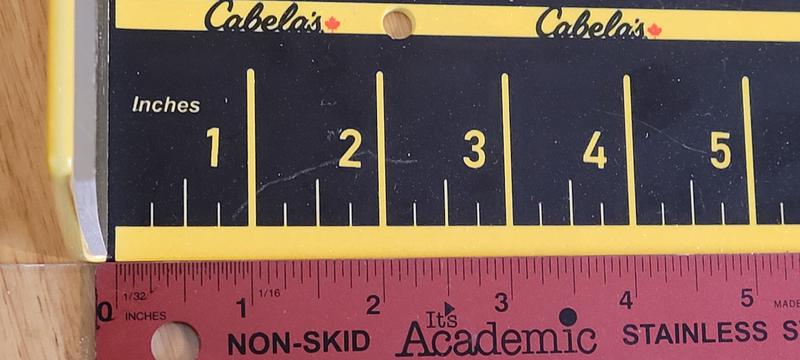 Cabela's Cabela's
Inches
1 2 3 4 5
0 1/32 1 1/16 2 3 4 5 MADE
INCHES
NON-SKID It's Academic STAINLESS S